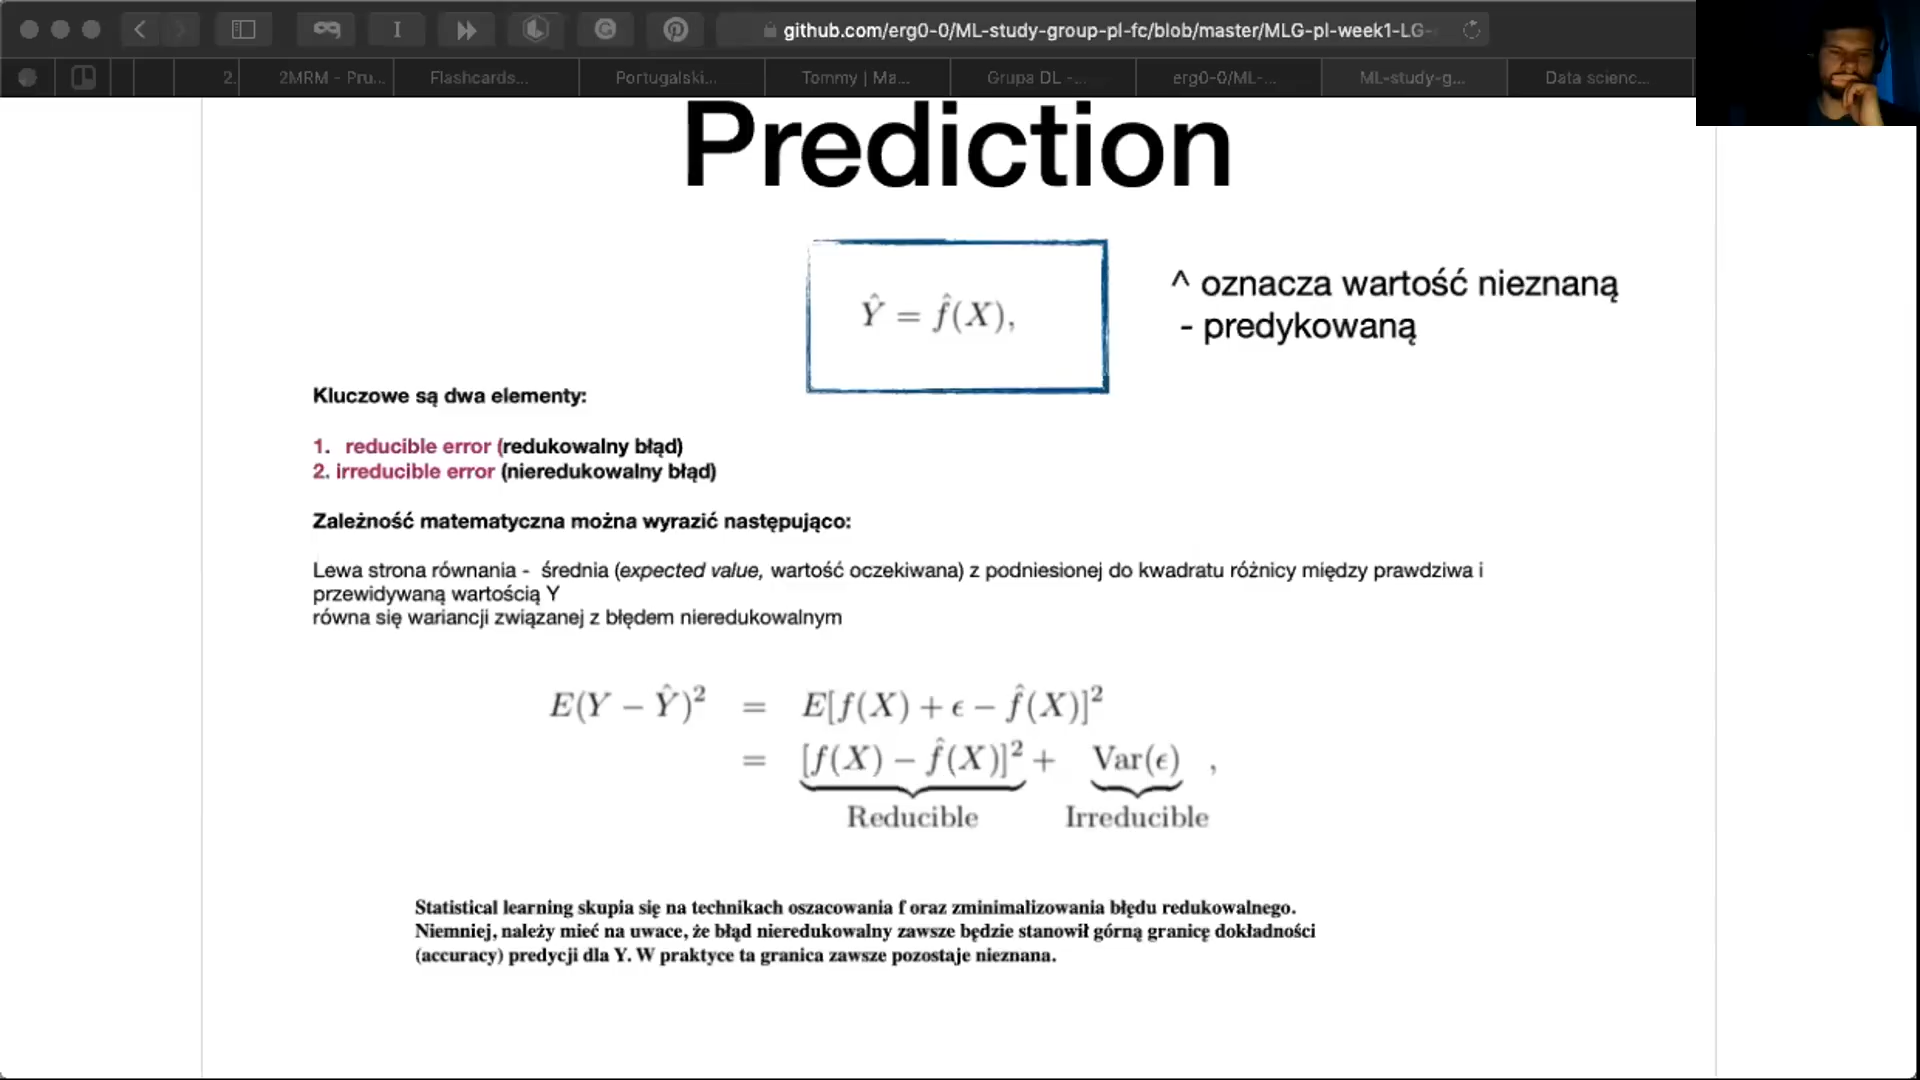 github.com/erg0-0/ML-study-group-pl-fc/blob/master/MLG-pl-week1-LG-
2. 2MRM - Pru... Flashcards... Portugalski... Tommy | Ma... Grupa DL -... erg0-0/ML-... ML-study-g... Data scienc...
Prediction
Ŷ = f̂(X),
^ oznacza wartość nieznaną
- predykowaną
Kluczowe są dwa elementy:
1. reducible error (redukowalny błąd)
2. irreducible error (nieredukowalny błąd)
Zależność matematyczna można wyrazić następująco:
Lewa strona równania - średnia (expected value, wartość oczekiwana) z podniesionej do kwadratu różnicy między prawdziwa i
przewidywaną wartością Y
równa się wariancji związanej z błędem nieredukowalnym
E(Y − Ŷ)² = E[f(X) + ϵ − f̂(X)]²
= [f(X) − f̂(X)]² + Var(ϵ) ,
Reducible Irreducible
Statistical learning skupia się na technikach oszacowania f oraz zminimalizowania błędu redukowalnego.
Niemniej, należy mieć na uwace, że błąd nieredukowalny zawsze będzie stanowił górną granicę dokładności
(accuracy) predycji dla Y. W praktyce ta granica zawsze pozostaje nieznana.